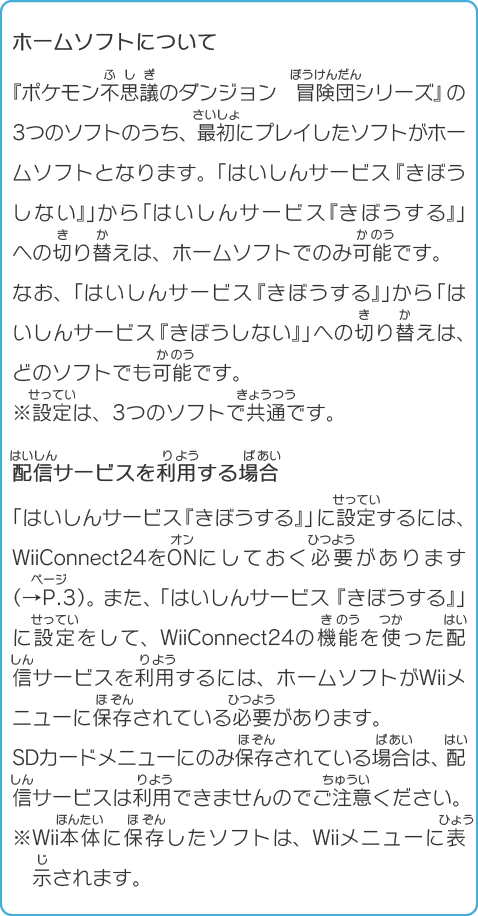 ホームソフトについて
『ポケモン不思議のダンジョン 冒険団シリーズ』の
3つのソフトのうち、最初にプレイしたソフトがホー
ムソフトとなります。「はいしんサービス『きぼう
しない』」から「はいしんサービス『きぼうする』」
への切り替えは、ホームソフトでのみ可能です。
なお、「はいしんサービス『きぼうする』」から「は
いしんサービス『きぼうしない』」への切り替えは、
どのソフトでも可能です。
※設定は、3つのソフトで共通です。
配信サービスを利用する場合
「はいしんサービス『きぼうする』」に設定するには、
WiiConnect24をONにしておく必要があります
(→P.3)。また、「はいしんサービス『きぼうする』」
に設定をして、WiiConnect24の機能を使った配
信サービスを利用するには、ホームソフトがWiiメ
ニューに保存されている必要があります。
SDカードメニューにのみ保存されている場合は、配
信サービスは利用できませんのでご注意ください。
※Wii本体に保存したソフトは、Wiiメニューに表
示されます。